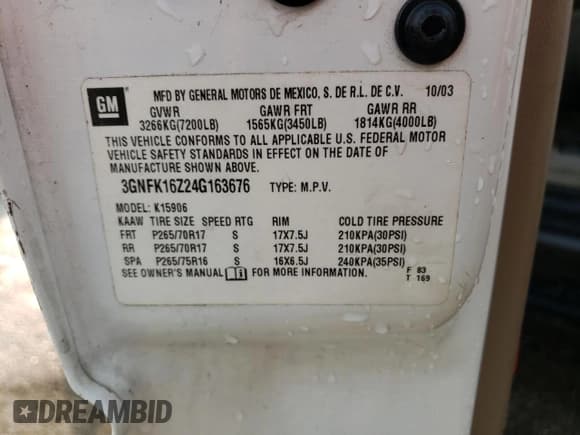 GM
MFD BY GENERAL MOTORS DE MEXICO, S. DE R.L. DE C.V. 10/03
GVWR GAWR FRT GAWR RR
3266KG(7200LB) 1565KG(3450LB) 1814KG(4000LB)
THIS VEHICLE CONFORMS TO ALL APPLICABLE U.S. FEDERAL MOTOR
VEHICLE SAFETY STANDARDS IN EFFECT ON THE DATE OF
MANUFACTURE SHOWN ABOVE.
3GNFK16Z24G163676 TYPE: M.P.V.
MODEL: K15906
KAAW TIRE SIZE SPEED RTG RIM COLD TIRE PRESSURE
FRT P265/70R17 S 17X7.5J 210KPA(30PSI)
RR P265/70R17 S 17X7.5J 210KPA(30PSI)
SPA P265/75R16 S 16X6.5J 240KPA(35PSI)
SEE OWNER'S MANUAL FOR MORE INFORMATION. F 83
T 169
DREAMBID